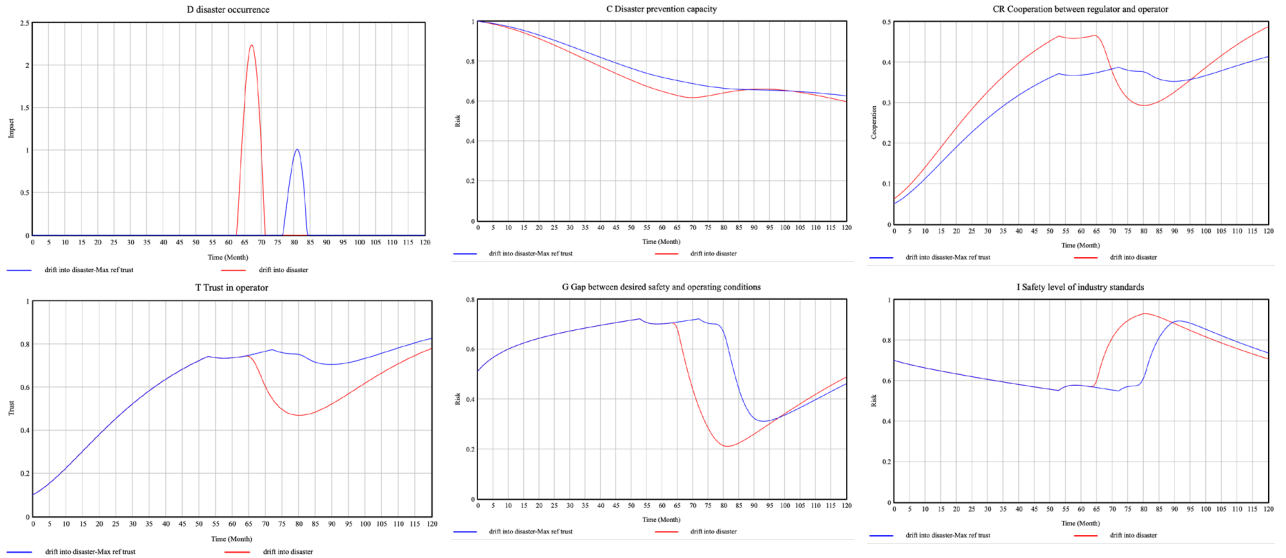 D disaster occurrence
2.5
2
1.5
1
0.5
0
Impact
0 5 10 15 20 25 30 35 40 45 50 55 60 65 70 75 80 85 90 95 100 105 110 115 120
Time (Month)
drift into disaster-Max ref trust drift into disaster
C Disaster prevention capacity
1
0.8
0.6
0.4
0.2
0
Risk
0 5 10 15 20 25 30 35 40 45 50 55 60 65 70 75 80 85 90 95 100 105 110 115 120
Time (Month)
drift into disaster-Max ref trust drift into disaster
CR Cooperation between regulator and operator
0.5
0.4
0.3
0.2
0.1
0
Cooperation
0 5 10 15 20 25 30 35 40 45 50 55 60 65 70 75 80 85 90 95 100 105 110 115 120
Time (Month)
drift into disaster-Max ref trust drift into disaster
T Trust in operator
1
0.8
0.6
0.4
0.2
0
Trust
0 5 10 15 20 25 30 35 40 45 50 55 60 65 70 75 80 85 90 95 100 105 110 115 120
Time (Month)
drift into disaster-Max ref trust drift into disaster
G Gap between desired safety and operating conditions
0.8
0.6
0.4
0.2
0
Risk
0 5 10 15 20 25 30 35 40 45 50 55 60 65 70 75 80 85 90 95 100 105 110 115 120
Time (Month)
drift into disaster-Max ref trust drift into disaster
I Safety level of industry standards
1
0.8
0.6
0.4
0.2
0
Risk
0 5 10 15 20 25 30 35 40 45 50 55 60 65 70 75 80 85 90 95 100 105 110 115 120
Time (Month)
drift into disaster-Max ref trust drift into disaster